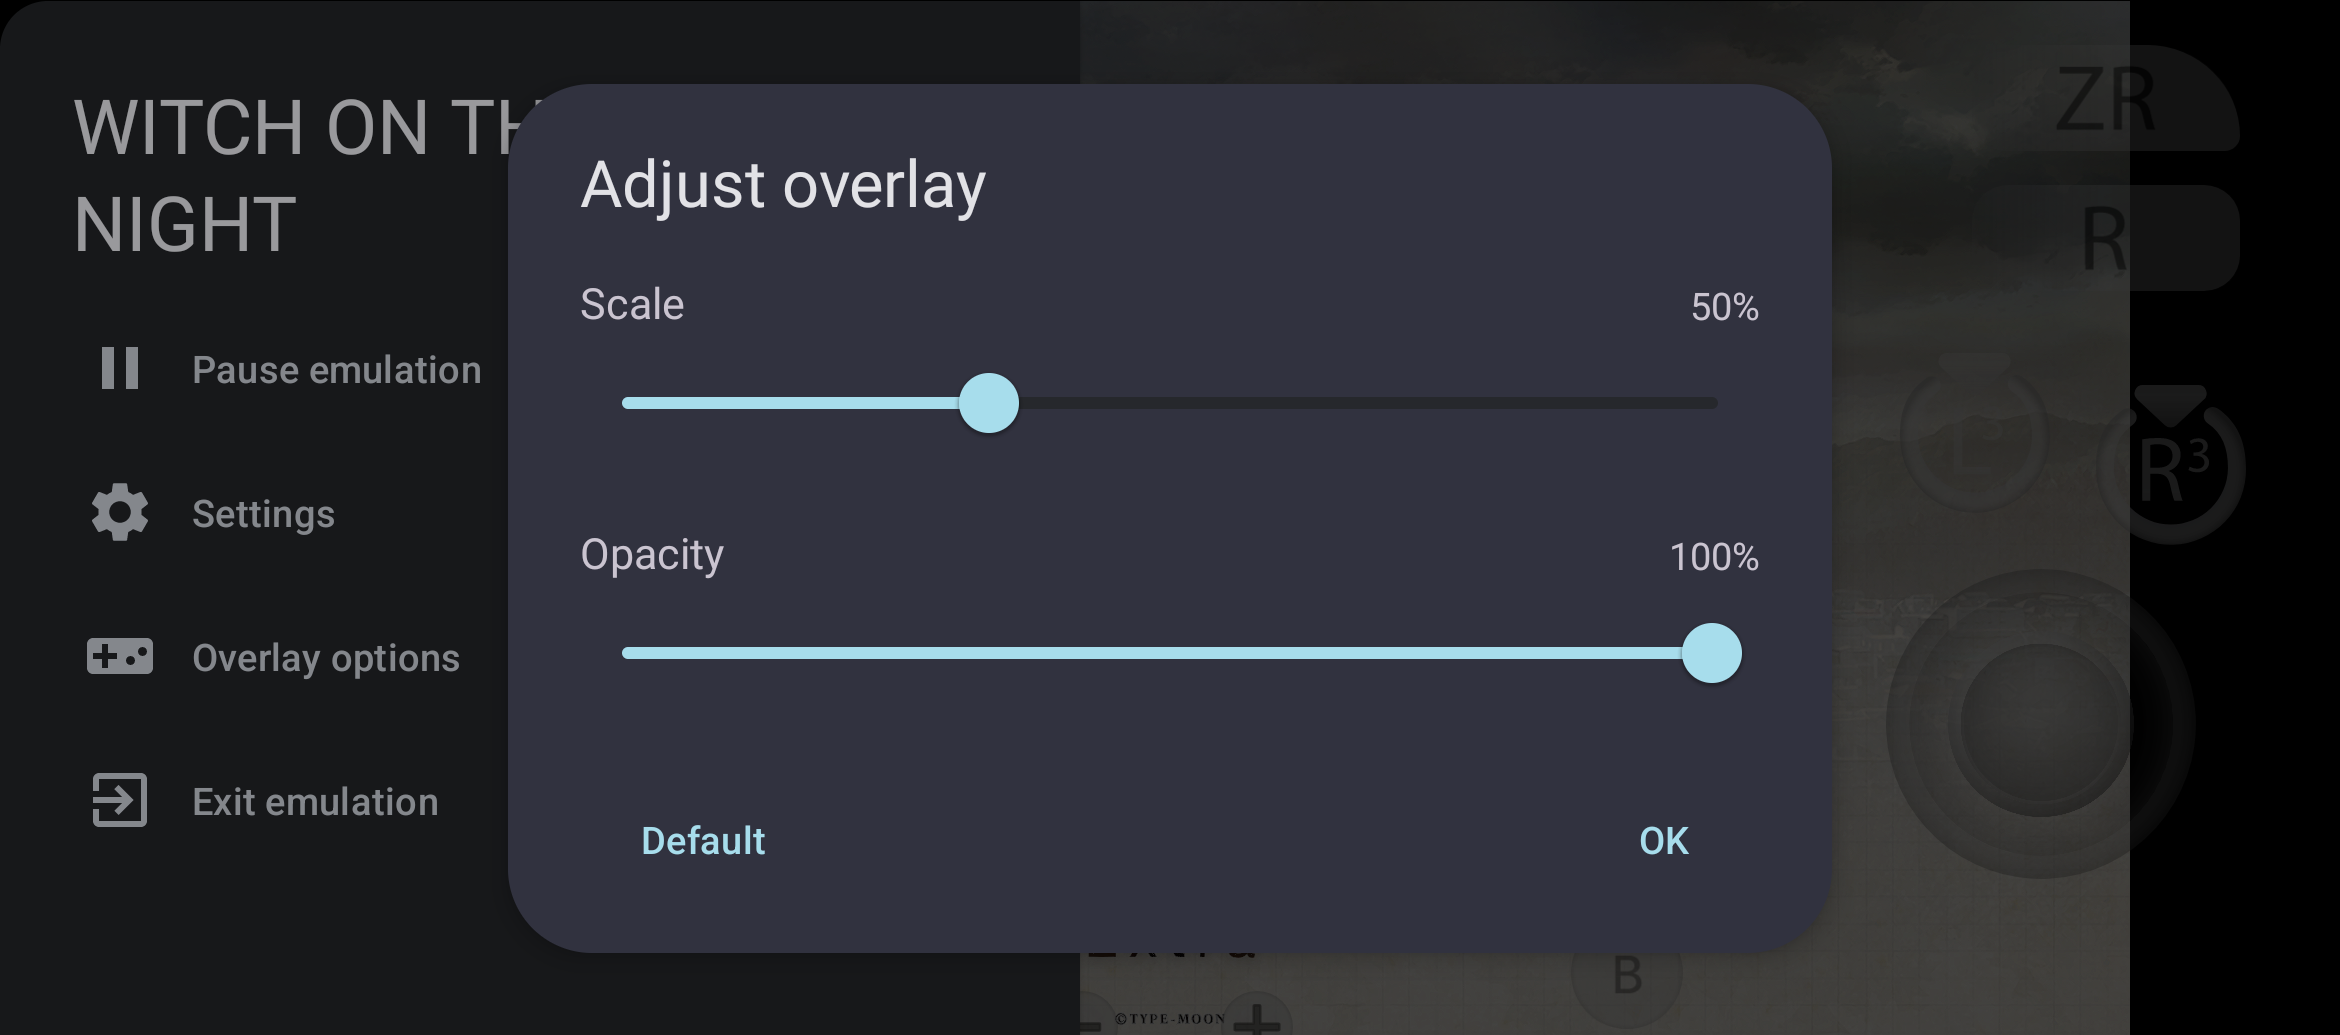 WITCH ON TH
NIGHT
Pause emulation
Settings
Overlay options
Exit emulation
Adjust overlay
Scale
50%
Opacity
100%
Default
OK
ZR
R
L
R3
B
©TYPE-MOON